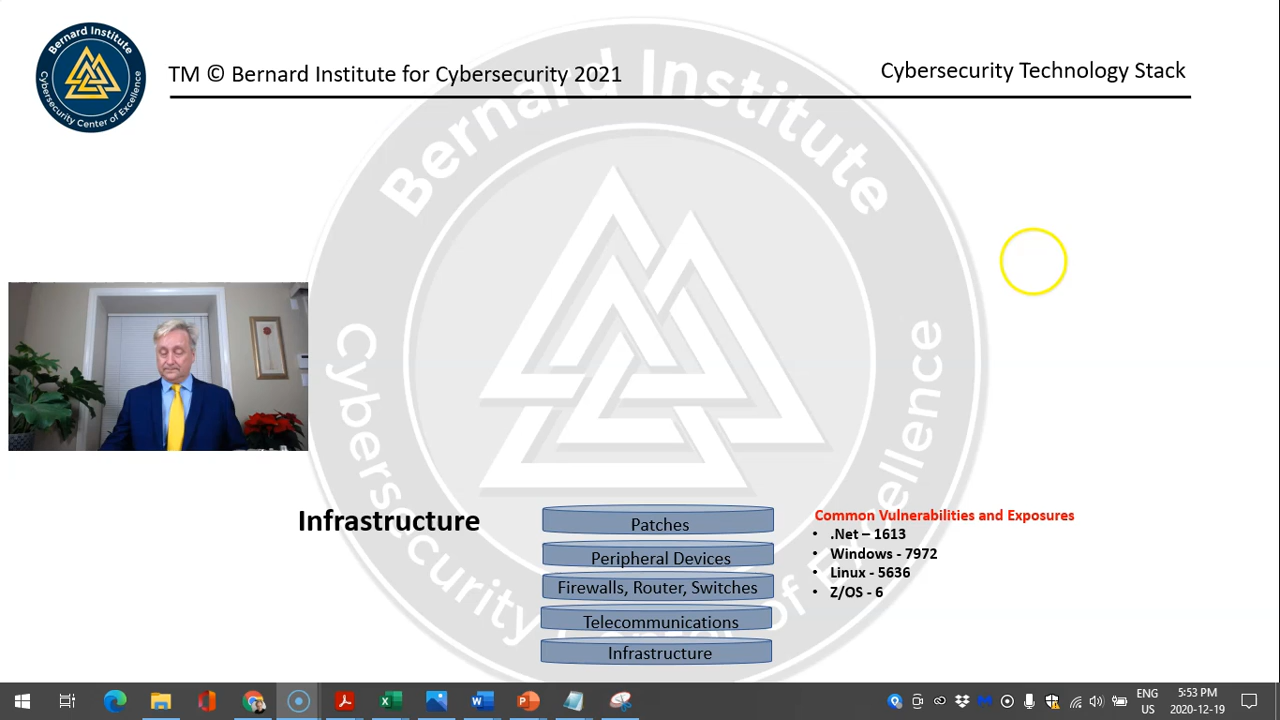 Bernard Institute
Cybersecurity Center of Excellence
TM © Bernard Institute for Cybersecurity 2021
Cybersecurity Technology Stack
Bernard Institute
Cybersecurity Center of Excellence
Infrastructure
Patches
Peripheral Devices
Firewalls, Router, Switches
Telecommunications
Infrastructure
Common Vulnerabilities and Exposures
• .Net – 1613
• Windows - 7972
• Linux - 5636
• Z/OS - 6
ENG
US
5:53 PM
2020-12-19